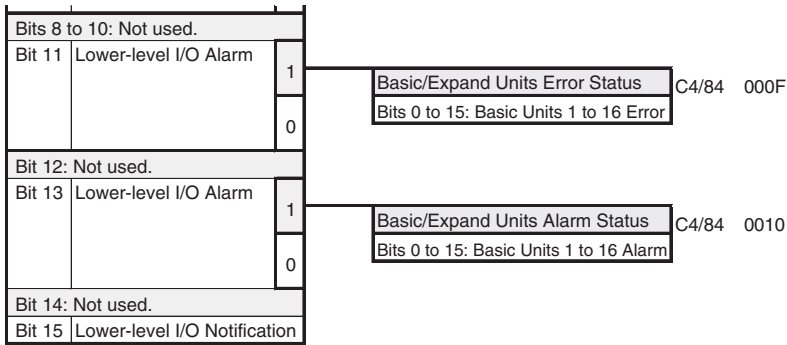 Bits 8 to 10: Not used.
Bit 11 Lower-level I/O Alarm
1
Basic/Expand Units Error Status C4/84 000F
Bits 0 to 15: Basic Units 1 to 16 Error
0
Bit 12: Not used.
Bit 13 Lower-level I/O Alarm
1
Basic/Expand Units Alarm Status C4/84 0010
Bits 0 to 15: Basic Units 1 to 16 Alarm
0
Bit 14: Not used.
Bit 15 Lower-level I/O Notification